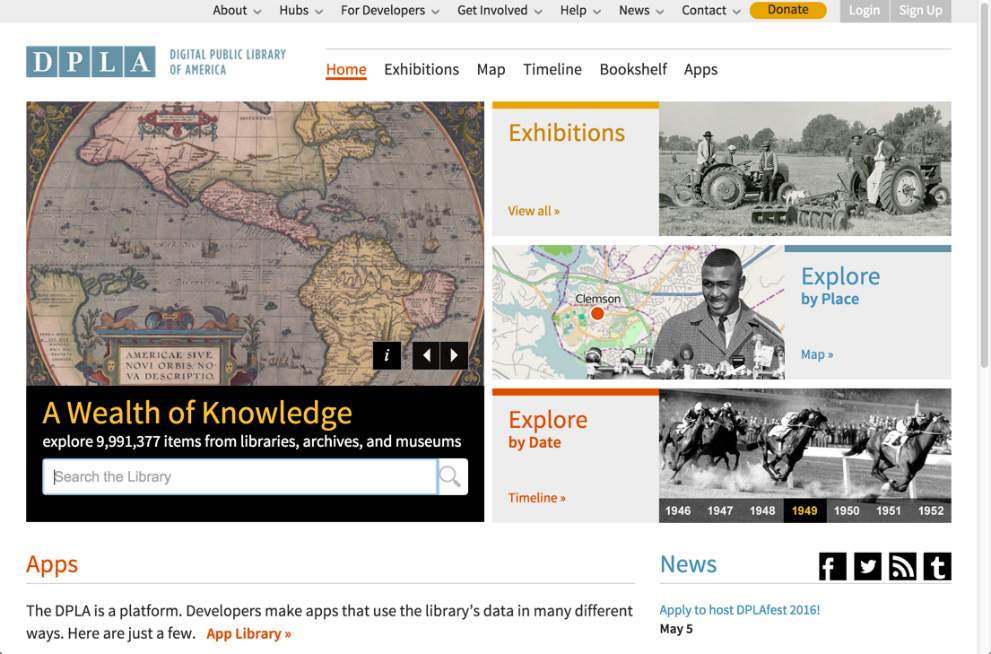 About Hubs For Developers Get Involved Help News Contact Donate Login Sign Up
DPLA
DIGITAL PUBLIC LIBRARY
OF AMERICA
Home Exhibitions Map Timeline Bookshelf Apps
AMERICAE SIVE
NOVI ORBIS, NO-
VA DESCRIPTIO
i
A Wealth of Knowledge
explore 9,991,377 items from libraries, archives, and museums
Search the Library
Exhibitions
View all »
Clemson
Explore
by Place
Map »
Explore
by Date
Timeline »
1946 1947 1948 1949 1950 1951 1952
Apps
The DPLA is a platform. Developers make apps that use the library's data in many different
ways. Here are just a few. App Library »
News
Apply to host DPLAfest 2016!
May 5